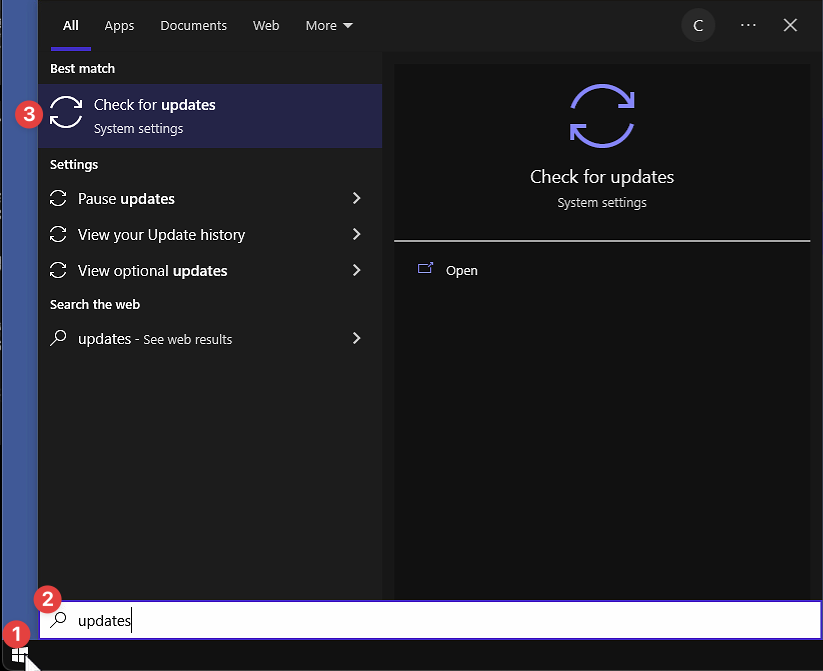 All Apps Documents Web More C
Best match
3
Check for updates
System settings
Settings
Pause updates
View your Update history
View optional updates
Search the web
updates - See web results
Check for updates
System settings
Open
2
updates
1